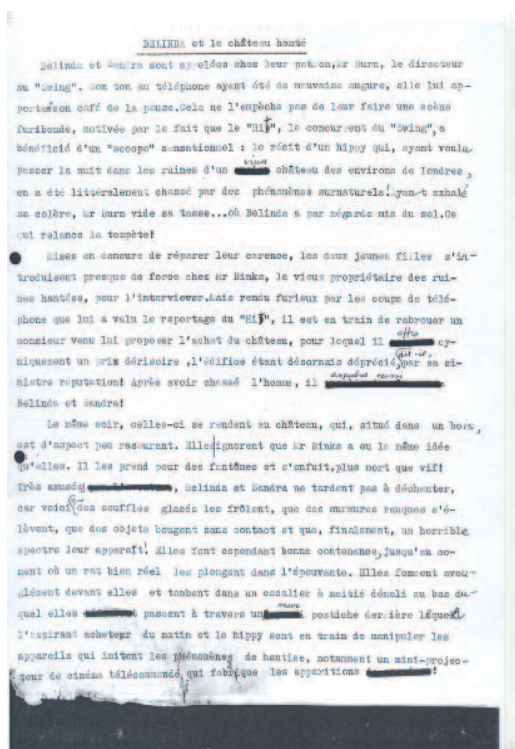 BELINDA et le château hanté
Belinda et Sandra sont appelées chez leur patron,Mr Burn, le directeur
du "Swing". Son ton au téléphone ayant été de mauvaise augure, elle lui ap-
porte son café de la pause.Cela ne l'empêche pas de leur faire une scène
furibonde, motivée par le fait que le "Hit", le concurrent du "Swing",a
bénéficié d'un "scoop" sensationnel : le récit d'un hippy qui, ayant voulu
passer la nuit dans les ruines d'un vieux château des environs de Londres,
en a été littéralement chassé par des phénomènes surnaturels! Ayant exhalé
sa colère, Mr Burn vide sa tasse...où Belinda a par mégarde mis du sel.Ce
qui relance la tempête!
Mises en demeure de réparer leur carence, les deux jeunes filles s'in-
troduisent presque de force chez Mr Binks, le vieux propriétaire des rui-
nes hantées, pour l'interviewer.Mais rendu furieux par les coups de télé-
phone que lui a valu le reportage du "Hit", il est en train de rabrouer un
monsieur venu lui proposer l'achat du château, pour lequel il offre cy-
niquement un prix dérisoire ,l'édifice étant désormais déprécié, dit-il, par sa si-
nistre réputation! Après avoir chassé l'homme, il aussi
Belinda et Sandra!
Le même soir, celles-ci se rendent au château, qui, situé dans un bois,
est d'aspect peu rassurant. Elles ignorent que Mr Binks a eu la même idée
qu'elles. Il les prend pour des fantômes et s'enfuit,plus mort que vif!
Très amusées, Belinda et Sandra ne tardent pas à déchanter,
car voici que des souffles glacés les frôlent, que des murmures rauques s'é-
lèvent, que des objets bougent sans contact et que, finalement, un horrible
spectre leur apparaît! Elles font cependant bonne contenance, jusqu'au mo-
ment où un rat bien réel les plongent dans l'épouvante. Elles foncent aveu-
glément devant elles et tombent dans un escalier à moitié démoli au bas du-
quel elles passent à travers un mur postiche derrière lequel
l'aspirant acheteur du matin et le hippy sont en train de manipuler les
appareils qui imitent les phénomènes de hantise, notamment un mini-projec-
teur de cinéma télécommandé qui fabrique les apparitions !